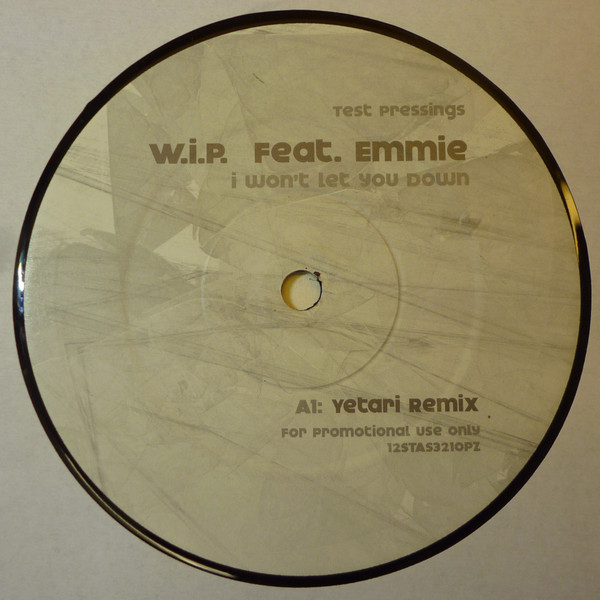 Test Pressings
W.i.P. Feat. Emmie
i won't let you down
A1: Yetari Remix
For Promotional Use Only
12STAS3210PZ